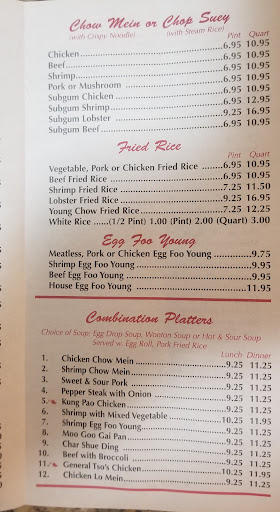 Chow Mein or Chop Suey
(with Crispy Noodle) (with Steam Rice) Pint Quart
Chicken 6.95 10.95
Beef 6.95 10.95
Shrimp 6.95 10.95
Pork or Mushroom 6.95 10.95
Subgum Chicken 6.95 10.95
Subgum Shrimp 6.95 12.95
Subgum Lobster 9.25 16.95
Subgum Beef 6.95 10.95
Fried Rice
Pint Quart
Vegetable, Pork or Chicken Fried Rice 6.95 10.95
Beef Fried Rice 6.95 10.95
Shrimp Fried Rice 7.25 11.50
Lobster Fried Rice 9.25 16.95
Young Chow Fried Rice 7.25 12.25
White Rice ......(1/2 Pint) 1.00 (Pint) 2.00 (Quart) 3.00
Egg Foo Young
Meatless, Pork or Chicken Egg Foo Young 9.75
Shrimp Egg Foo Young 9.95
Beef Egg Foo Young 9.95
House Egg Foo Young 11.95
Combination Platters
Choice of Soup: Egg Drop Soup, Wonton Soup or Hot & Sour Soup
Served w. Egg Roll, Pork Fried Rice
Lunch Dinner
1. Chicken Chow Mein 9.25 11.25
2. Shrimp Chow Mein 9.25 11.25
3. Sweet & Sour Pork 9.25 11.25
4. Pepper Steak with Onion 9.25 11.25
5. Kung Pao Chicken 9.25 11.25
6. Shrimp with Mixed Vegetable 10.25 11.95
7. Shrimp Egg Foo Young 9.25 11.25
8. Moo Goo Gai Pan 9.25 11.25
9. Char Shue Ding 9.25 11.25
10. Beef with Broccoli 9.25 11.25
11. General Tso's Chicken 10.25 11.95
12. Chicken Lo Mein 9.25 11.25